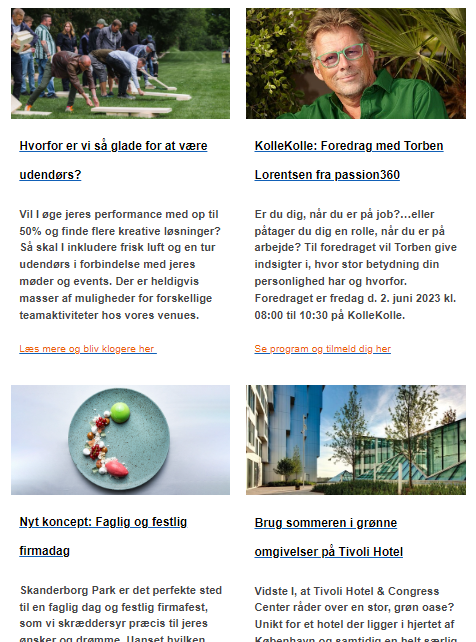 Hvorfor er vi så glade for at være
udendørs?
Vil I øge jeres performance med op til
50% og finde flere kreative løsninger?
Så skal I inkludere frisk luft og en tur
udendørs i forbindelse med jeres
møder og events. Der er heldigvis
masser af muligheder for forskellige
teamaktiviteter hos vores venues.
Læs mere og bliv klogere her
KolleKolle: Foredrag med Torben
Lorentsen fra passion360
Er du dig, når du er på job?...eller
påtager du dig en rolle, når du er på
arbejde? Til foredraget vil Torben give
indsigter i, hvor stor betydning din
personlighed har og hvorfor.
Foredraget er fredag d. 2. juni 2023 kl.
08:00 til 10:30 på KolleKolle.
Se program og tilmeld dig her
Nyt koncept: Faglig og festlig
firmadag
Skanderborg Park er det perfekte sted
til en faglig dag og festlig firmafest,
som vi skræddersyr præcis til jeres
ønsker og drømme. Uanset hvilken
Brug sommeren i grønne
omgivelser på Tivoli Hotel
Vidste I, at Tivoli Hotel & Congress
Center råder over en stor, grøn oase?
Unikt for et hotel der ligger i hjertet af
København og samtidig en helt særlig